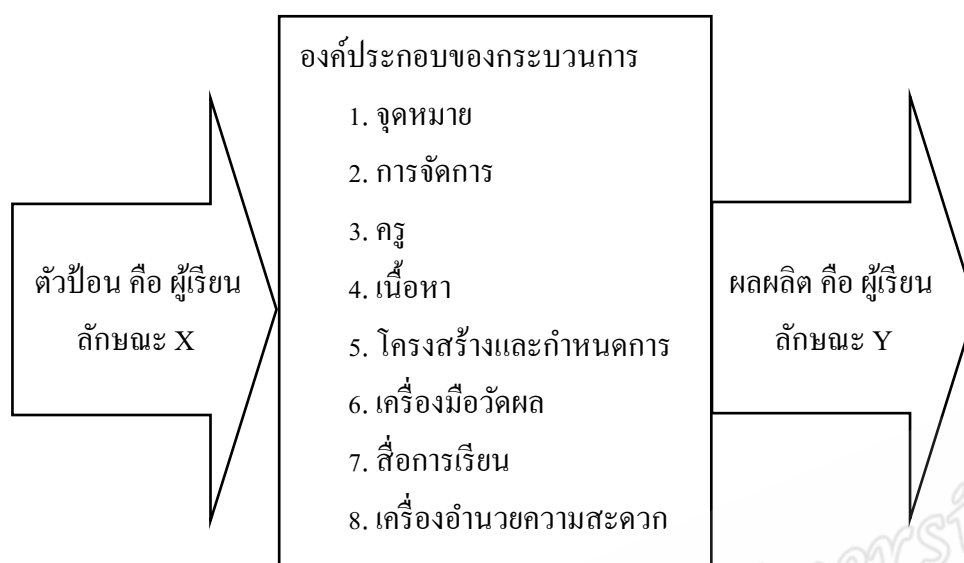 องค์ประกอบของกระบวนการ
1. จุดหมาย
2. การจัดการ
3. ครู
4. เนื้อหา
5. โครงสร้างและกำหนดการ
6. เครื่องมือวัดผล
7. สื่อการเรียน
8. เครื่องอำนวยความสะดวก
ตัวป้อน คือ ผู้เรียน
ลักษณะ X
ผลผลิต คือ ผู้เรียน
ลักษณะ Y